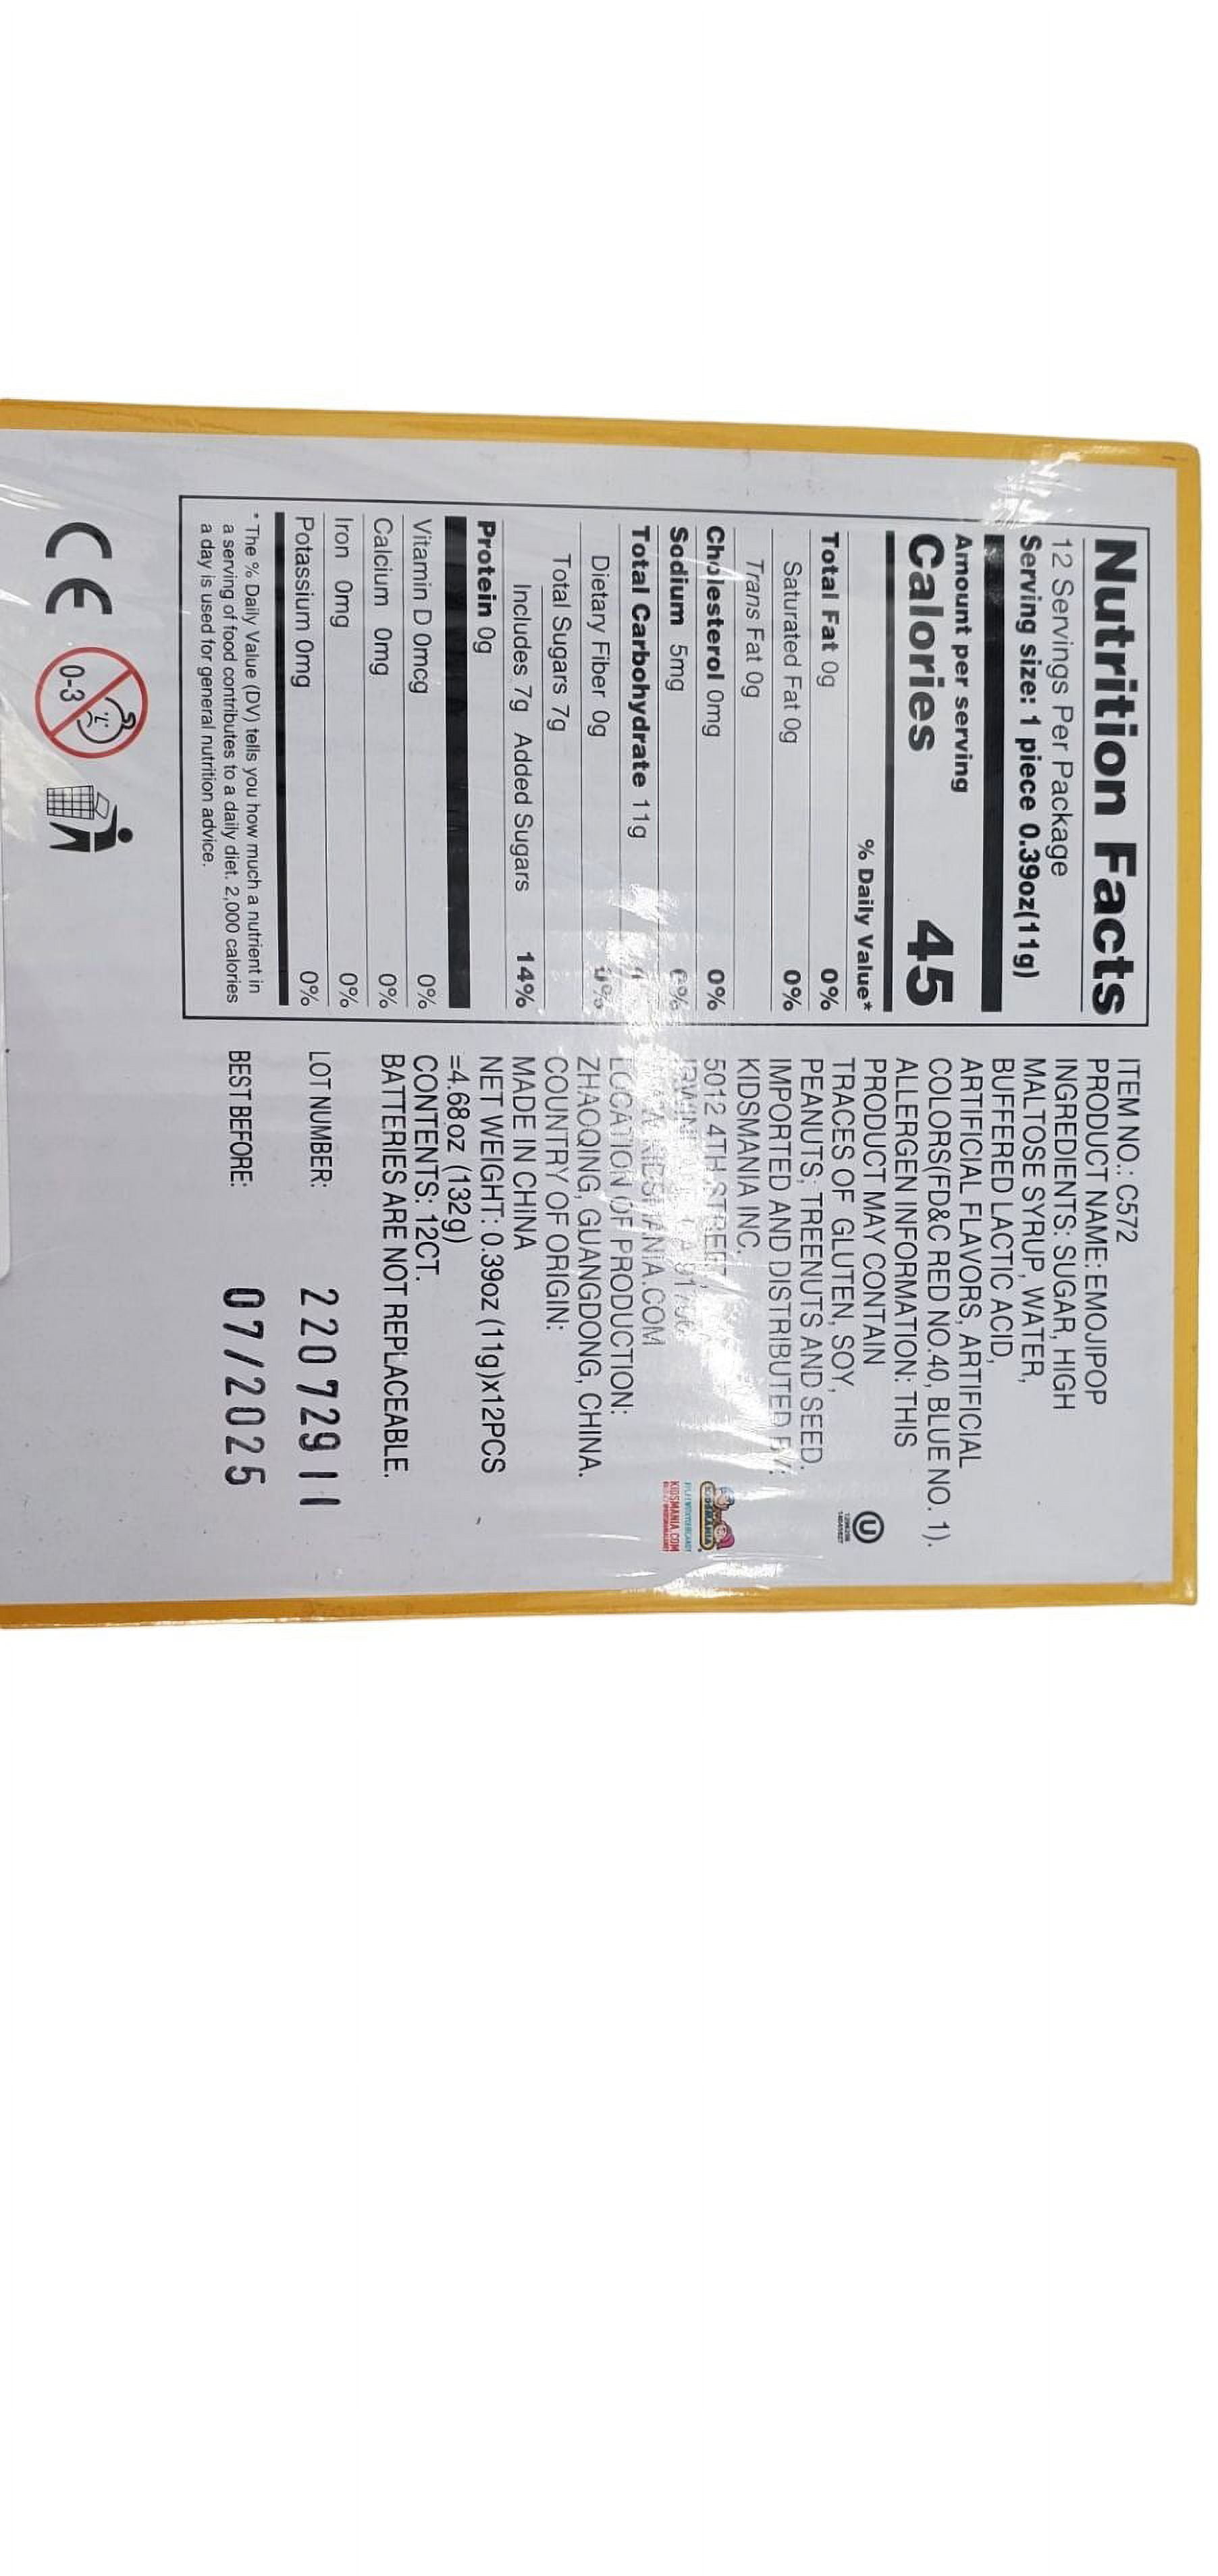 Nutrition Facts
12 Servings Per Package
Serving size: 1 piece 0.39oz(11g)
Amount per serving
Calories 45
% Daily Value*
Total Fat 0g 0%
Saturated Fat 0g 0%
Trans Fat 0g
Cholesterol 0mg 0%
Sodium 5mg
Total Carbohydrate 11g
Dietary Fiber 0g 0%
Total Sugars 7g
Includes 7g Added Sugars 14%
Protein 0g
Vitamin D 0mcg 0%
Calcium 0mg 0%
Iron 0mg 0%
Potassium 0mg 0%
* The % Daily Value (DV) tells you how much a nutrient in
a serving of food contributes to a daily diet. 2,000 calories
a day is used for general nutrition advice.
CE
0-3
ITEM NO.: C572
PRODUCT NAME: EMOJIPOP
INGREDIENTS: SUGAR, HIGH
MALTOSE SYRUP, WATER,
BUFFERED LACTIC ACID,
ARTIFICIAL FLAVORS, ARTIFICIAL
COLORS(FD&C RED NO.40, BLUE NO. 1).
ALLERGEN INFORMATION: THIS
PRODUCT MAY CONTAIN
TRACES OF GLUTEN, SOY,
PEANUTS, TREENUTS AND SEED.
IMPORTED AND DISTRIBUTED BY:
KIDSMANIA INC.
5012 4TH STREET,
LOCATION OF PRODUCTION:
ZHAOQING, GUANGDONG, CHINA.
COUNTRY OF ORIGIN:
MADE IN CHINA
NET WEIGHT: 0.39oz (11g)x12PCS
=4.68oz (132g)
CONTENTS: 12CT.
BATTERIES ARE NOT REPLACEABLE.
LOT NUMBER: 22072911
BEST BEFORE: 07/2025
U
KIDSMANIA
KIDSMANIA.COM